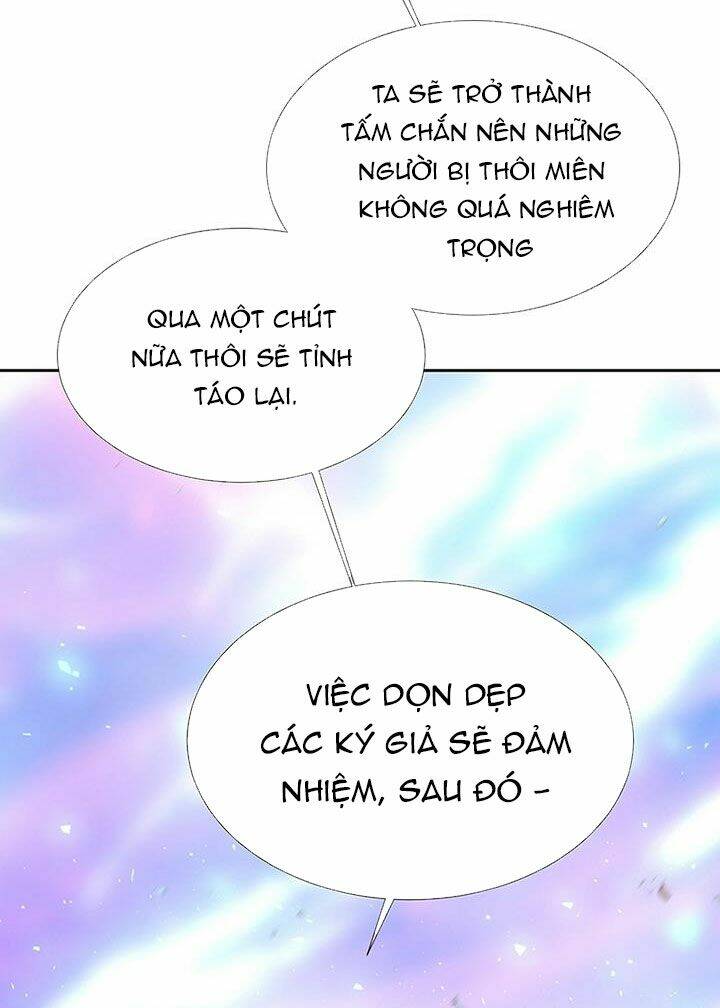 TA SẼ TRỞ THÀNH
TẤM CHẮN NÊN NHỮNG
NGƯỜI BỊ THÔI MIÊN
KHÔNG QUÁ NGHIÊM
TRỌNG
QUA MỘT CHÚT
NỮA THÔI SẼ TỈNH
TÁO LẠI.
VIỆC DỌN DẸP
CÁC KÝ GIẢ SẼ ĐẢM
NHIỆM, SAU ĐÓ -